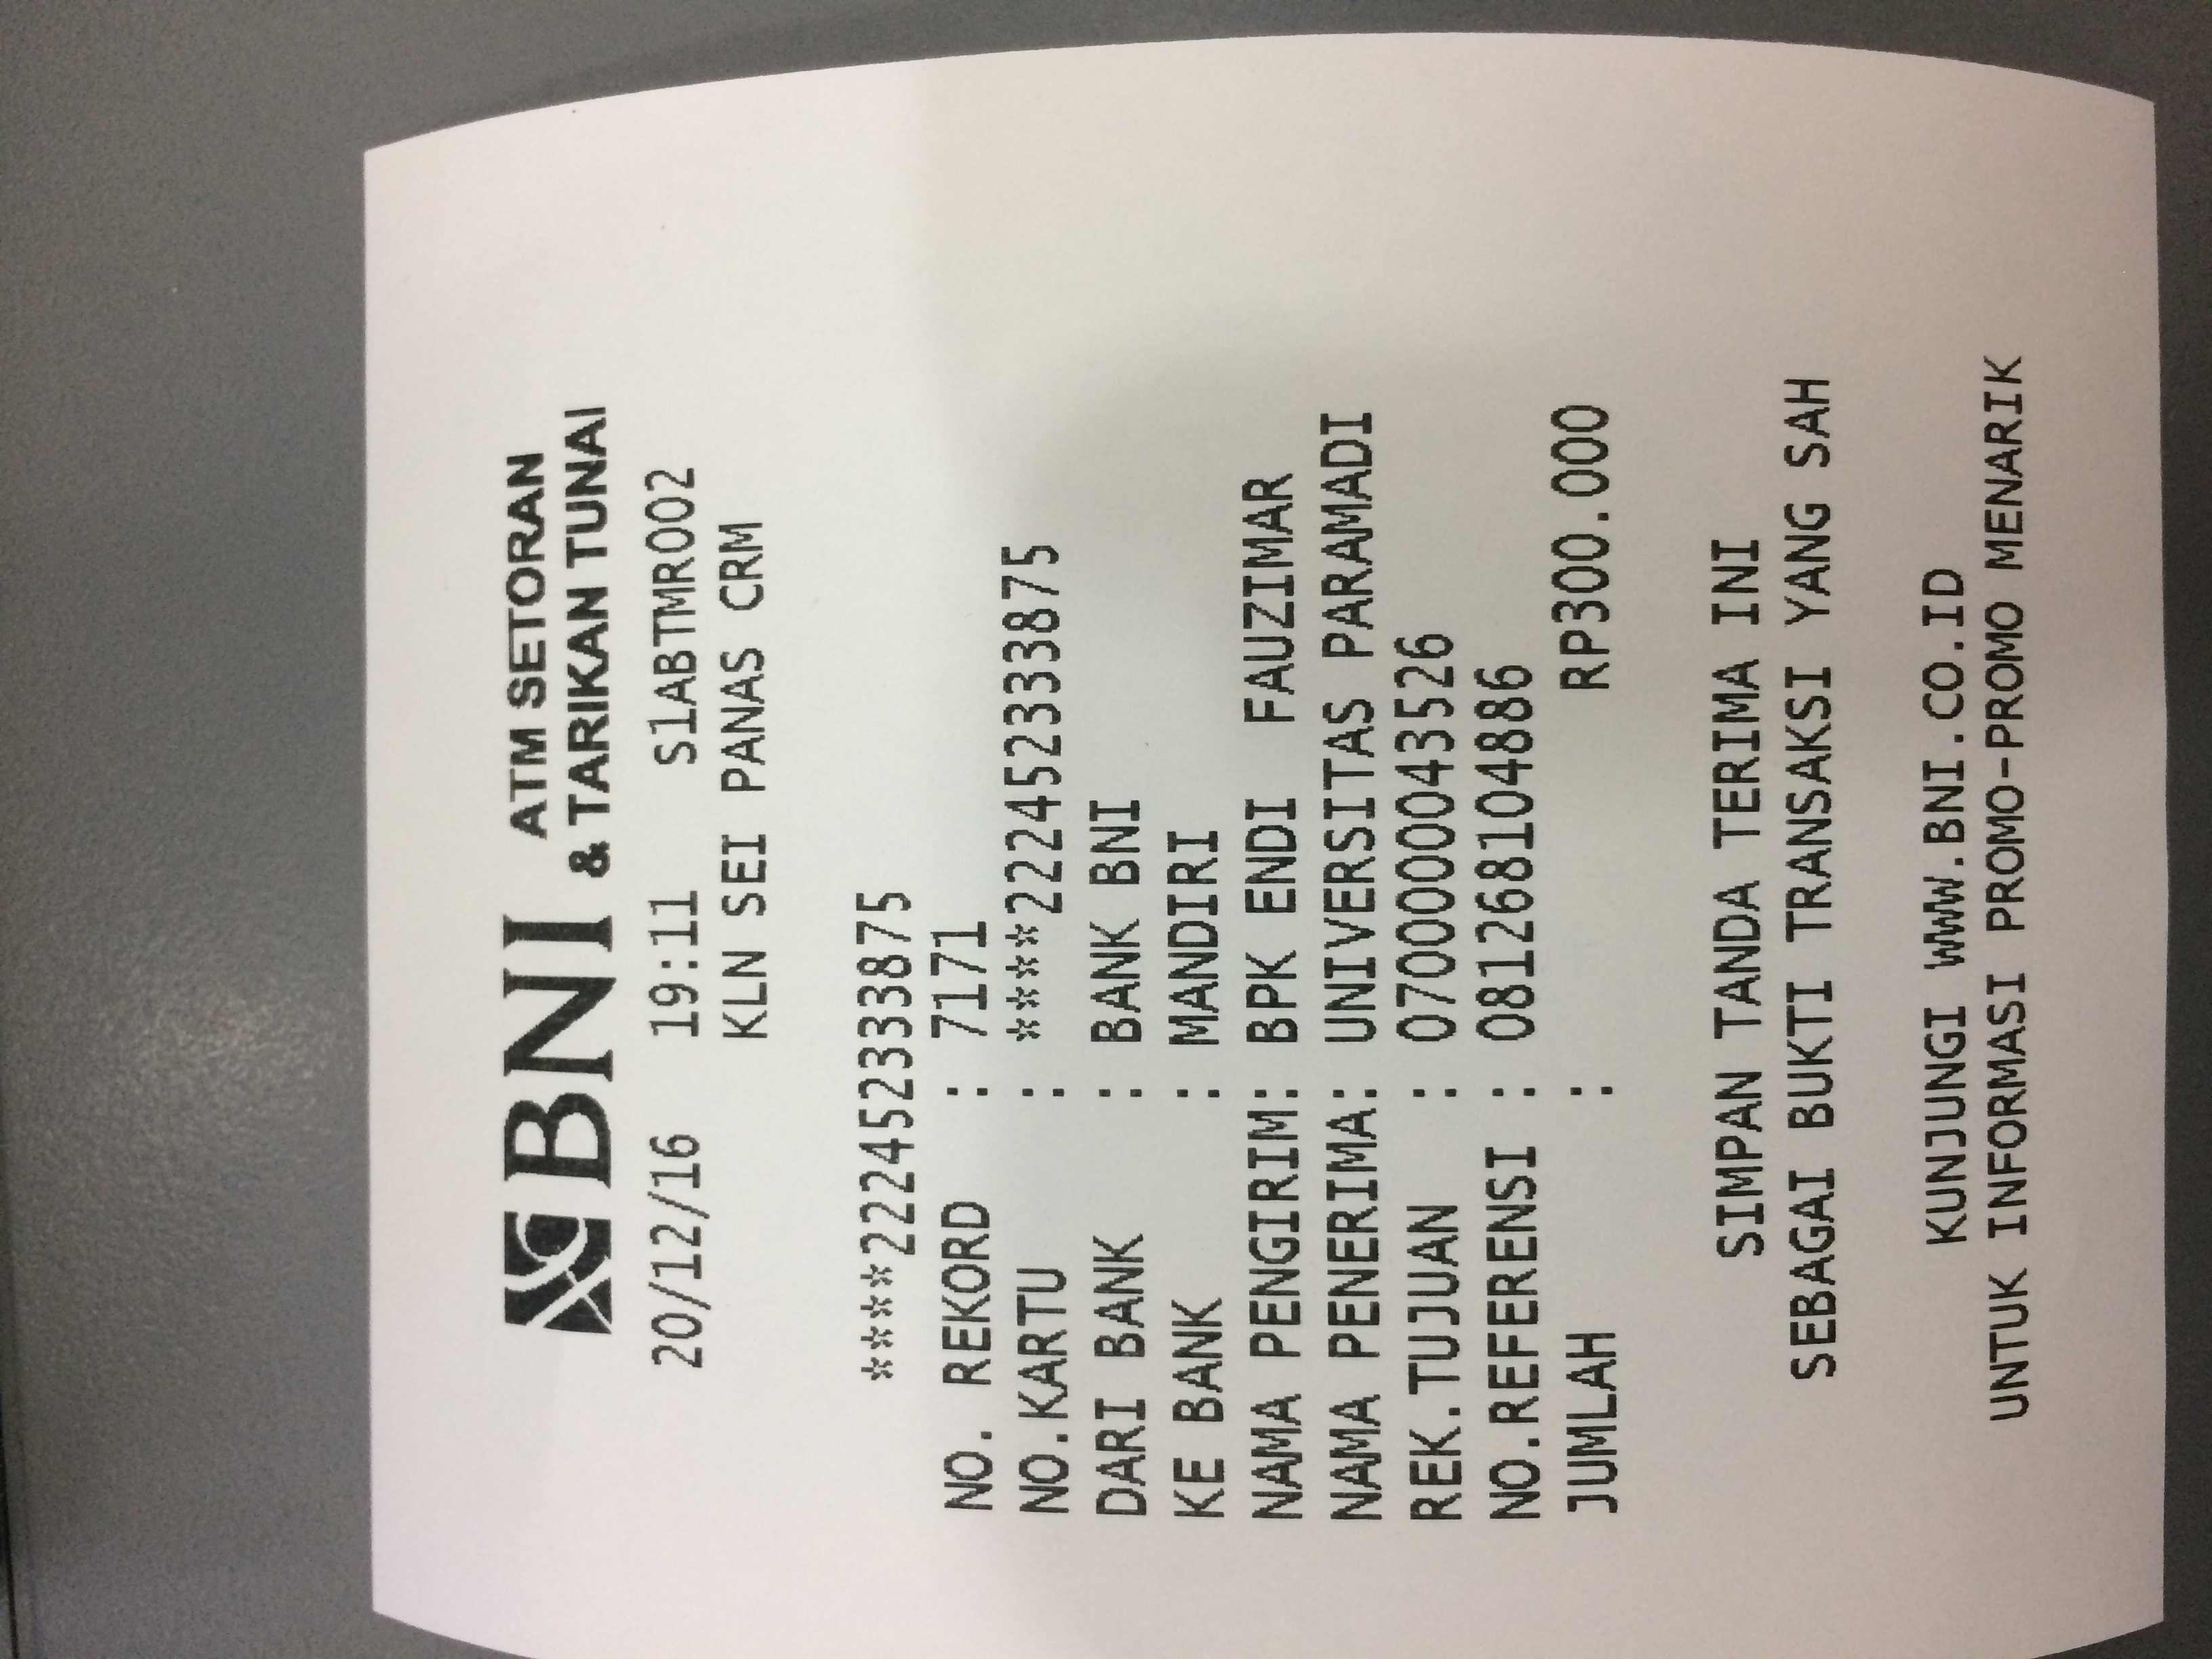 BNI ATM SETORAN & TARIKAN TUNAI
20/12/16 19:11 S1ABTMR002
KLN SEI PANAS CRM
****222452333875
NO. REKORD : 7171
NO.KARTU : ****222452333875
DARI BANK : BANK BNI
KE BANK : MANDIRI
NAMA PENGIRIM: BPK ENDI FAUZIMAR
NAMA PENERIMA: UNIVERSITAS PARAMADI
REK.TUJUAN : 0700000043526
NO.REFERENSI : 081268104886
JUMLAH : RP300.000
SIMPAN TANDA TERIMA INI
SEBAGAI BUKTI TRANSAKSI YANG SAH
KUNJUNGI WWW.BNI.CO.ID
UNTUK INFORMASI PROMO-PROMO MENARIK